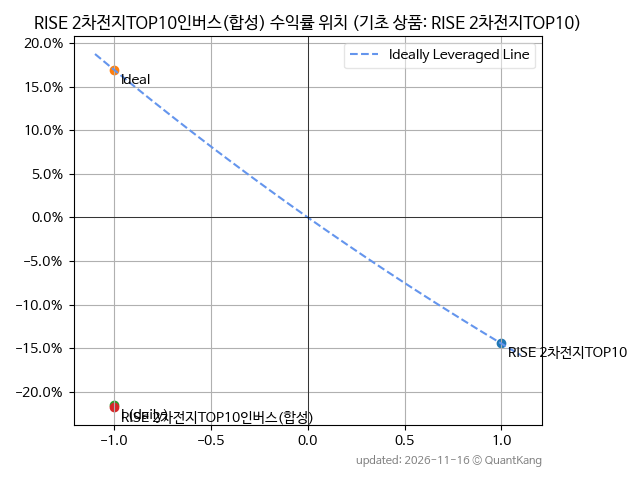 RISE 2차전지TOP10인버스(합성) 수익률 위치 (기초 상품: RISE 2차전지TOP10)
Ideally Leveraged Line
20.0%
15.0%
10.0%
5.0%
0.0%
−5.0%
−10.0%
−15.0%
−20.0%
Ideal
RISE 2차전지TOP10
(daily)
RISE 2차전지TOP10인버스(합성)
−1.0
−0.5
0.0
0.5
1.0
updated: 2026-11-16 © QuantKang